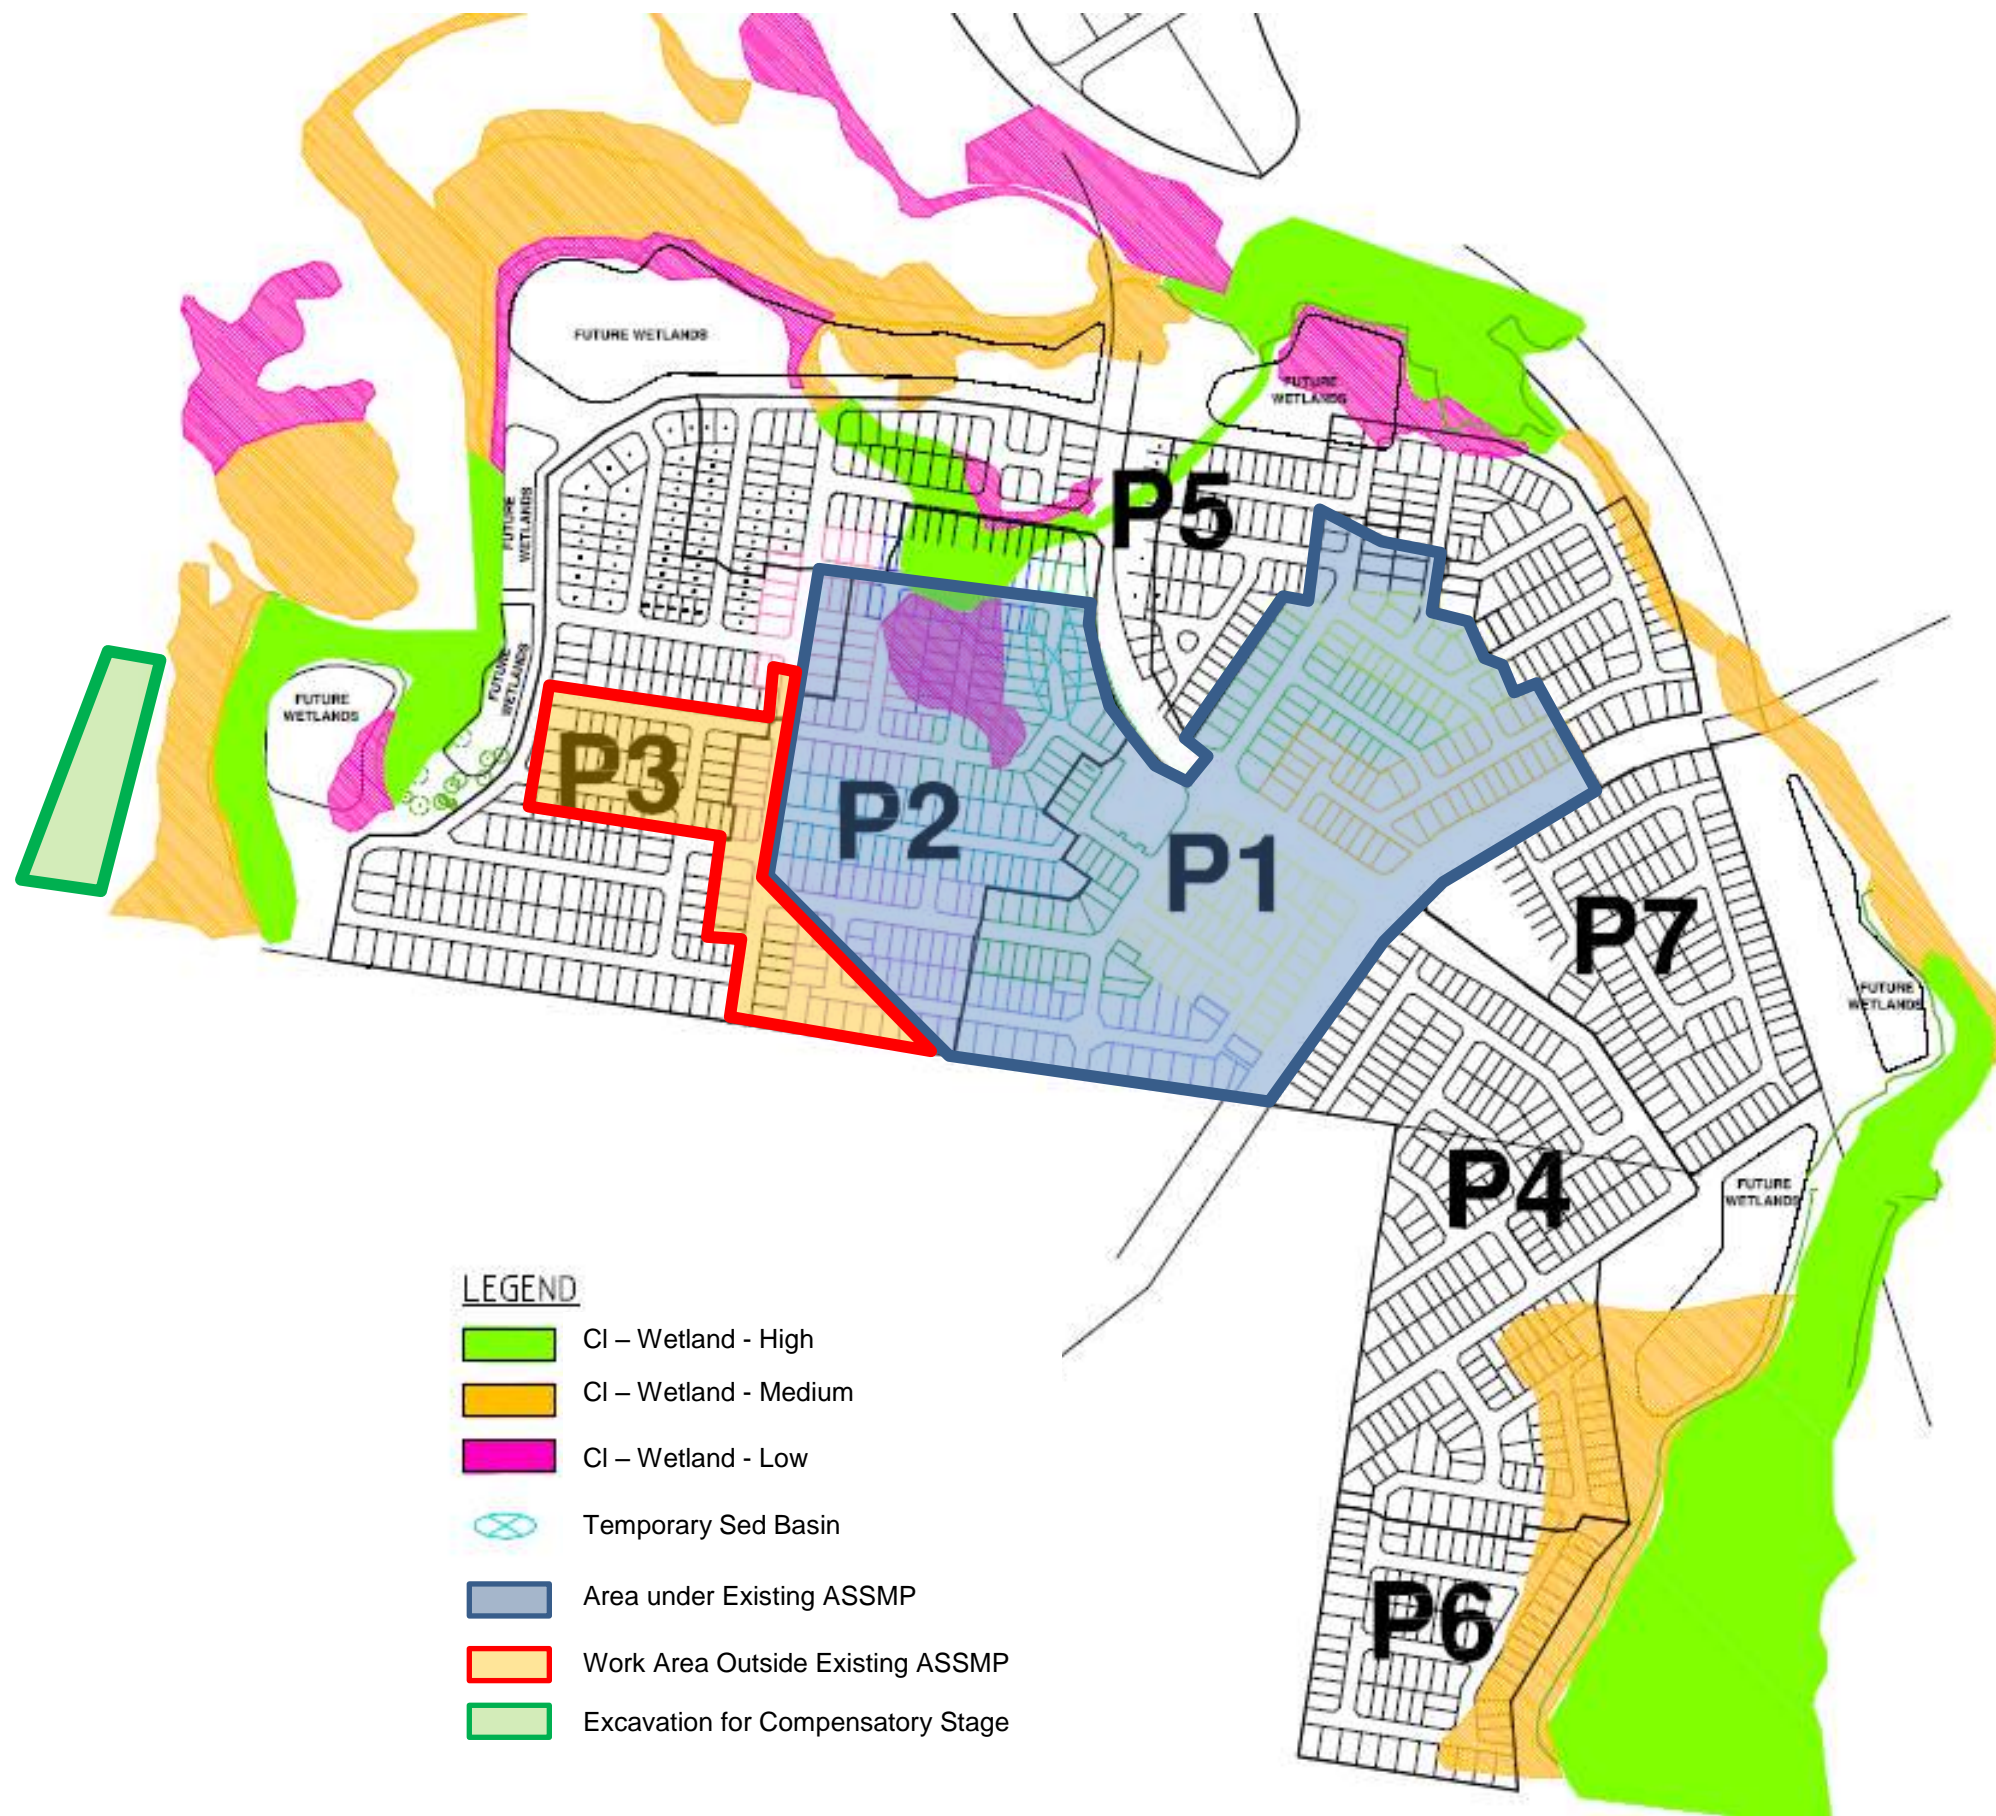 FUTURE WETLANDS
FUTURE
WETLANDS
P5
FUTURE
WETLANDS
FUTURE
WETLANDS
FUTURE
WETLANDS
P3
P2
P1
P7
FUTURE
WETLANDS
P4
FUTURE
WETLANDS
LEGEND
CI – Wetland - High
CI – Wetland - Medium
CI – Wetland - Low
Temporary Sed Basin
Area under Existing ASSMP
Work Area Outside Existing ASSMP
Excavation for Compensatory Stage
P6